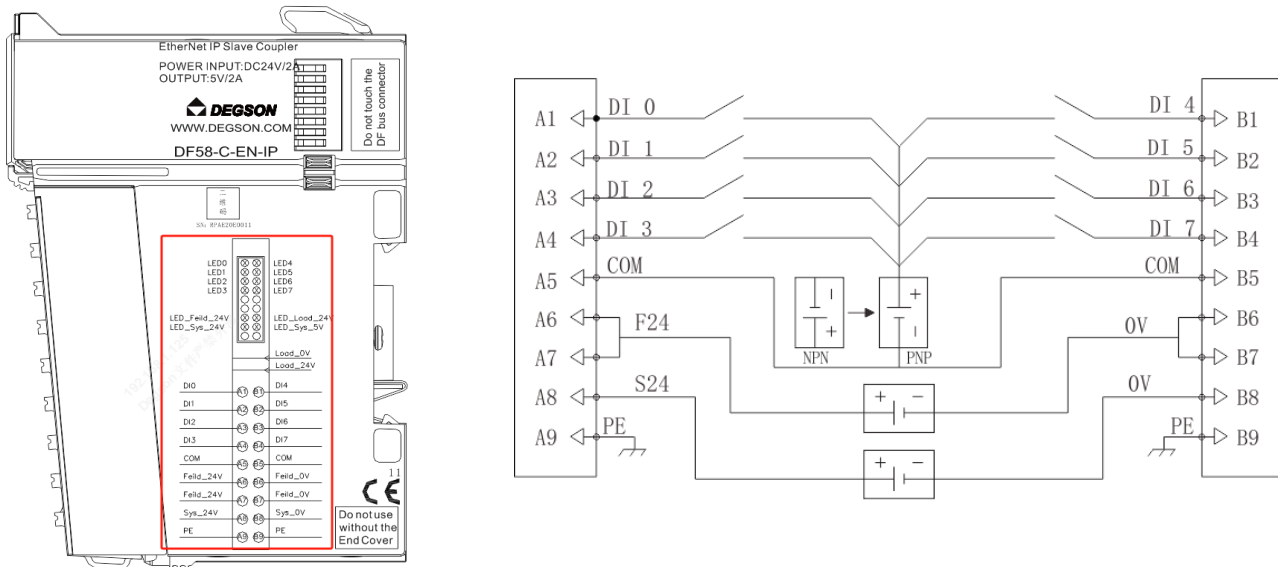 EtherNet IP Slave Coupler
POWER INPUT:DC24V/2A
OUTPUT:5V/2A
Do not touch the
DF bus connector
DEGSON
WWW.DEGSON.COM
DF58-C-EN-IP
二维码
SN: RPAE20E0011
LED0 LED4
LED1 LED5
LED2 LED6
LED3 LED7
LED_Feild_24V LED_Load_24V
LED_Sys_24V LED_Sys_5V
Load_0V
Load_24V
DI0 A1 B1 DI4
DI1 A2 B2 DI5
DI2 A3 B3 DI6
DI3 A4 B4 DI7
COM A5 B5 COM
Feild_24V A6 B6 Feild_0V
Feild_24V A7 B7 Feild_0V
Sys_24V A8 B8 Sys_0V
PE A9 B9 PE
11
CE
Do not use
without the
End Cover
A1 DI 0 DI 4 B1
A2 DI 1 DI 5 B2
A3 DI 2 DI 6 B3
A4 DI 3 DI 7 B4
A5 COM COM B5
A6 F24 0V B6
A7 B7
NPN PNP
A8 S24 0V B8
A9 PE PE B9